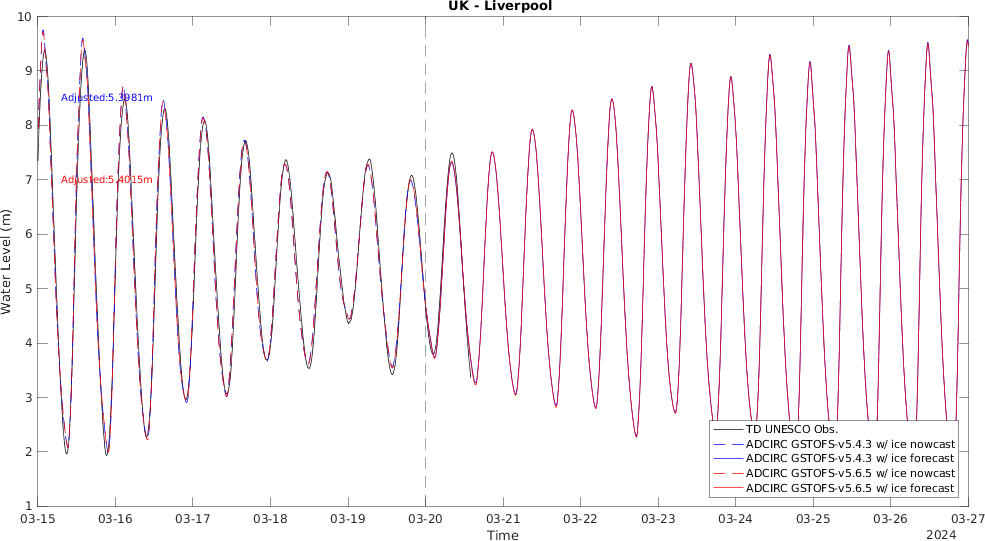 UK - Liverpool
10
9
8
7
6
5
4
3
2
1
Water Level (m)
Adjusted:5.3981m
Adjusted:5.4015m
TD UNESCO Obs.
ADCIRC GSTOFS-v5.4.3 w/ ice nowcast
ADCIRC GSTOFS-v5.4.3 w/ ice forecast
ADCIRC GSTOFS-v5.6.5 w/ ice nowcast
ADCIRC GSTOFS-v5.6.5 w/ ice forecast
03-15 03-16 03-17 03-18 03-19 03-20 03-21 03-22 03-23 03-24 03-25 03-26 03-27
Time
2024